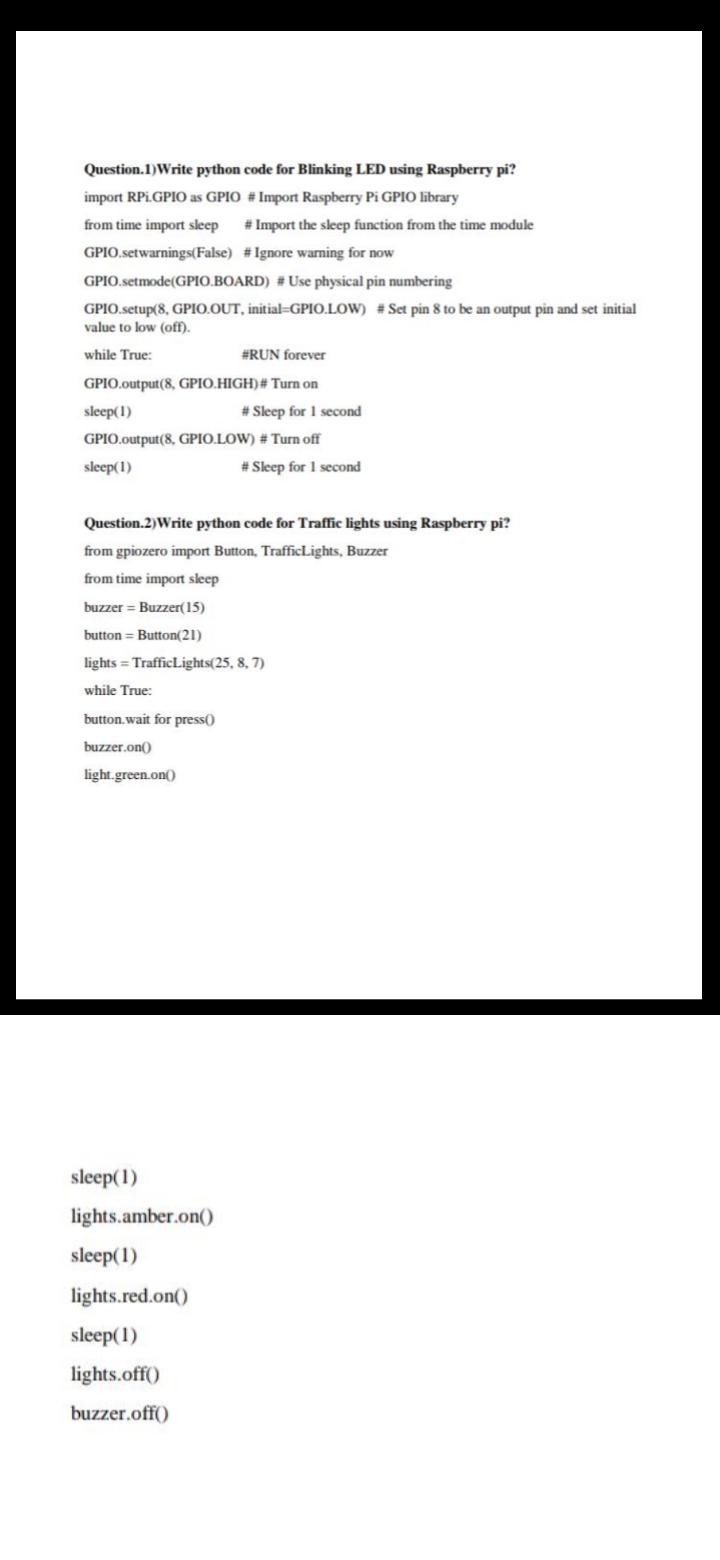 Question.1)Write python code for Blinking LED using Raspberry pi?
import RPi.GPIO as GPIO # Import Raspberry Pi GPIO library
from time import sleep # Import the sleep function from the time module
GPIO.setwarnings(False) # Ignore warning for now
GPIO.setmode(GPIO.BOARD) # Use physical pin numbering
GPIO.setup(8, GPIO.OUT, initial=GPIO.LOW) # Set pin 8 to be an output pin and set initial
value to low (off).
while True: #RUN forever
GPIO.output(8, GPIO.HIGH)# Turn on
sleep(1) # Sleep for 1 second
GPIO.output(8, GPIO.LOW) # Turn off
sleep(1) # Sleep for 1 second
Question.2)Write python code for Traffic lights using Raspberry pi?
from gpiozero import Button, TrafficLights, Buzzer
from time import sleep
buzzer = Buzzer(15)
button = Button(21)
lights = TrafficLights(25, 8, 7)
while True:
button.wait for press()
buzzer.on()
light.green.on()
sleep(1)
lights.amber.on()
sleep(1)
lights.red.on()
sleep(1)
lights.off()
buzzer.off()